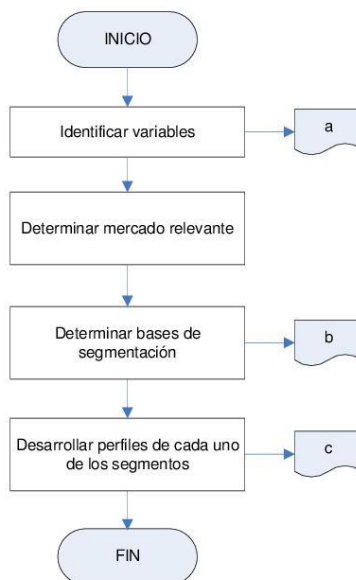 INICIO
Identificar variables
a
Determinar mercado relevante
Determinar bases de
segmentación
b
Desarrollar perfiles de cada uno
de los segmentos
c
FIN